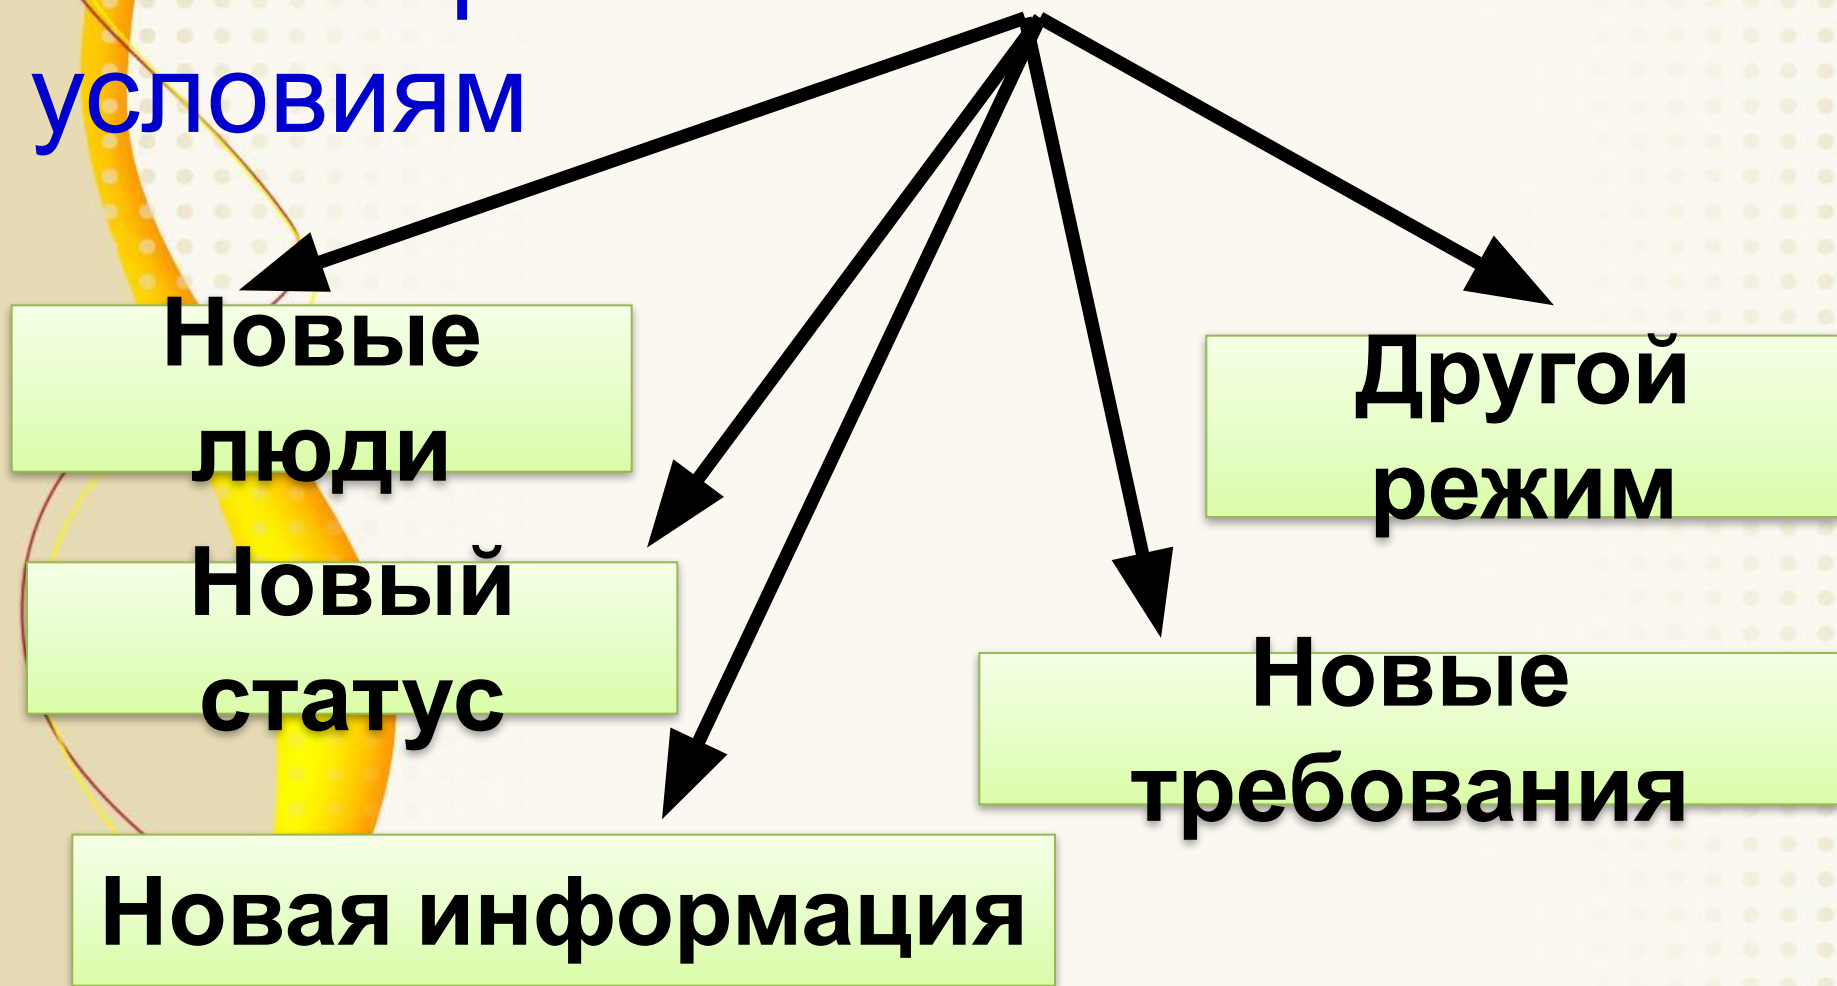 условиям
Новые
люди
Другой
режим
Новый
статус
Новые
требования
Новая информация